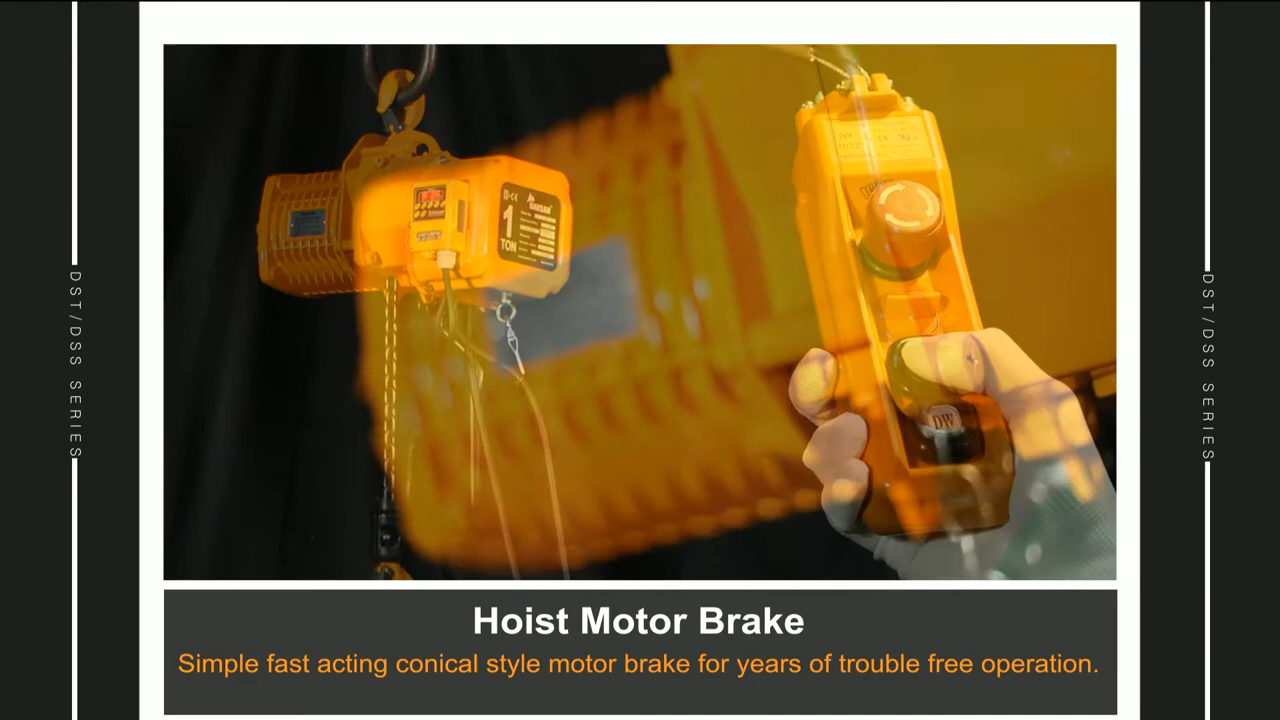 DST/DSS SERIES
1
TON
DW
DST/DSS SERIES
Hoist Motor Brake
Simple fast acting conical style motor brake for years of trouble free operation.